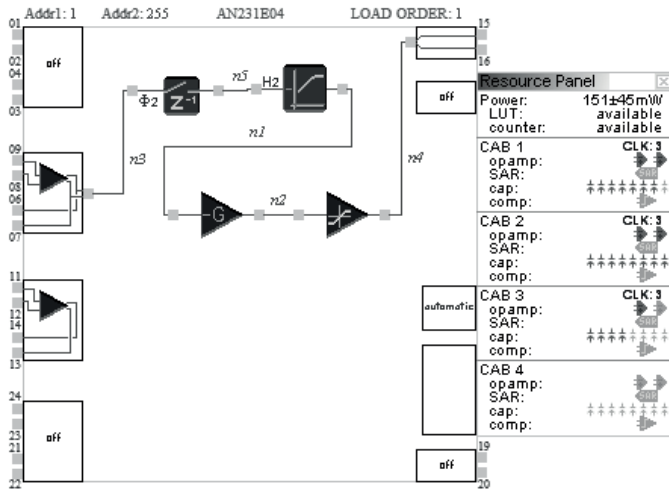 Addr1: 1 Addr2: 255 AN231E04 LOAD ORDER: 1
01
02
04
03
off
09
08
06
07
11
12
14
13
24
23
21
22
off
n3
Φ2
Z⁻¹
n5
H2
n1
n4
-G
n2
15
16
off
automatic
off
19
20
Resource Panel
Power: 151±45mW
LUT: available
counter: available
CAB 1 CLK: 3
opamp:
SAR: SAR
cap:
comp:
CAB 2 CLK: 3
opamp:
SAR: SAR
cap:
comp:
CAB 3 CLK: 3
opamp:
SAR: SAR
cap:
comp:
CAB 4
opamp:
SAR: SAR
cap:
comp: